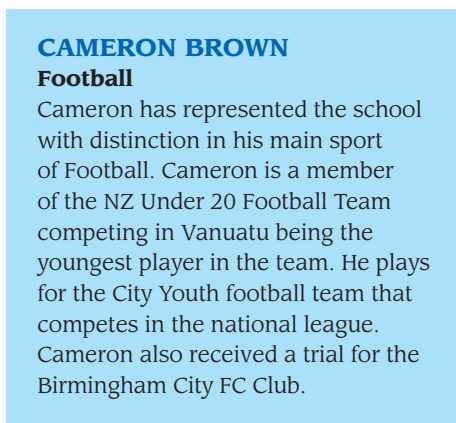 CAMERON BROWN
Football
Cameron has represented the school
with distinction in his main sport
of Football. Cameron is a member
of the NZ Under 20 Football Team
competing in Vanuatu being the
youngest player in the team. He plays
for the City Youth football team that
competes in the national league.
Cameron also received a trial for the
Birmingham City FC Club.